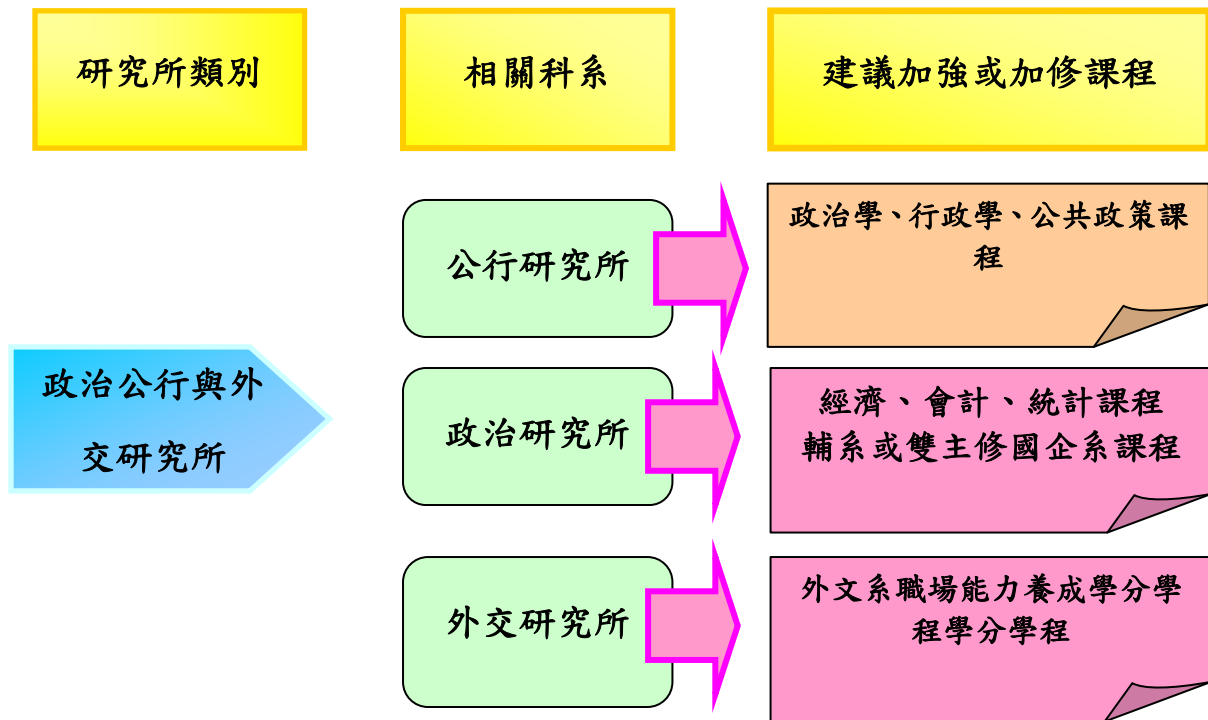 研究所類別
相關科系
建議加強或加修課程
政治公行與外
交研究所
公行研究所
政治學、行政學、公共政策課
程
政治研究所
經濟、會計、統計課程
輔系或雙主修國企系課程
外交研究所
外文系職場能力養成學分學
程學分學程